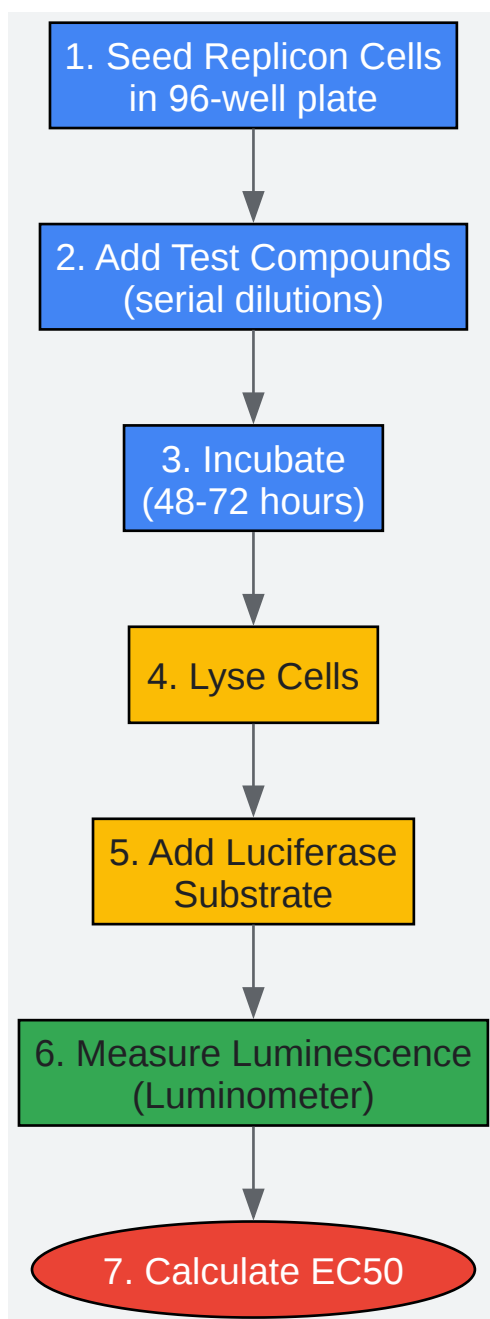 1. Seed Replicon Cells
in 96-well plate
2. Add Test Compounds
(serial dilutions)
3. Incubate
(48-72 hours)
4. Lyse Cells
5. Add Luciferase
Substrate
6. Measure Luminescence
(Luminometer)
7. Calculate EC50